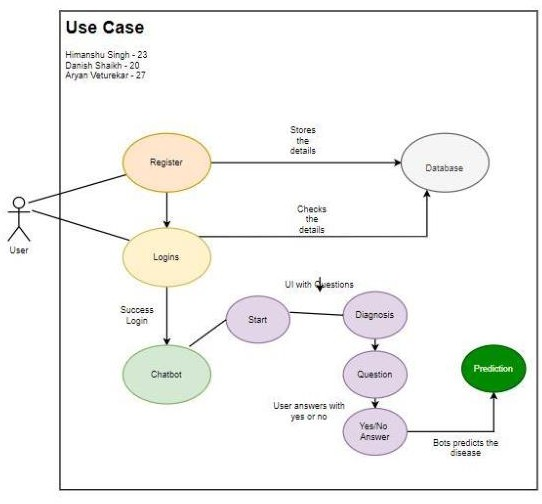 Use Case
Himanshu Singh - 23
Danish Shaikh - 20
Aryan Veturekar - 27
Stores
the
details
Register
Database
Checks
the
details
User
Logins
UI with Questions
Success
Login
Start
Diagnosis
Chatbot
Question
Prediction
User answers with
yes or no
Yes/No
Answer
Bots predicts the
disease